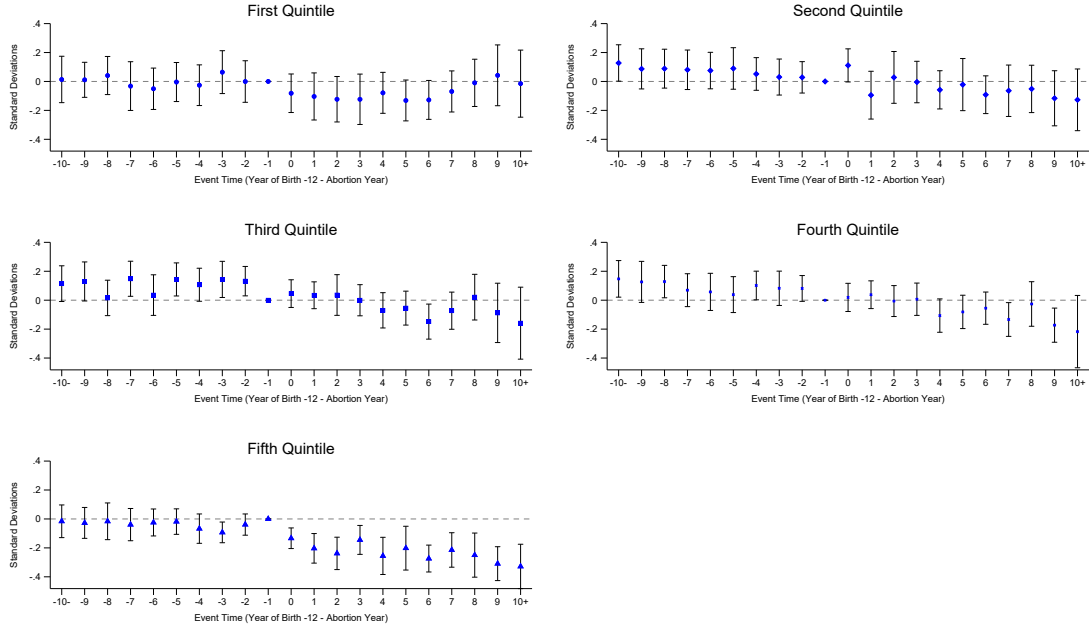 First Quintile
.4
.2
0
-.2
-.4
Standard Deviations
-10- -9 -8 -7 -6 -5 -4 -3 -2 -1 0 1 2 3 4 5 6 7 8 9 10+
Event Time (Year of Birth -12 - Abortion Year)
Second Quintile
.4
.2
0
-.2
-.4
Standard Deviations
-10- -9 -8 -7 -6 -5 -4 -3 -2 -1 0 1 2 3 4 5 6 7 8 9 10+
Event Time (Year of Birth -12 - Abortion Year)
Third Quintile
.4
.2
0
-.2
-.4
Standard Deviations
-10- -9 -8 -7 -6 -5 -4 -3 -2 -1 0 1 2 3 4 5 6 7 8 9 10+
Event Time (Year of Birth -12 - Abortion Year)
Fourth Quintile
.4
.2
0
-.2
-.4
Standard Deviations
-10- -9 -8 -7 -6 -5 -4 -3 -2 -1 0 1 2 3 4 5 6 7 8 9 10+
Event Time (Year of Birth -12 - Abortion Year)
Fifth Quintile
.4
.2
0
-.2
-.4
Standard Deviations
-10- -9 -8 -7 -6 -5 -4 -3 -2 -1 0 1 2 3 4 5 6 7 8 9 10+
Event Time (Year of Birth -12 - Abortion Year)